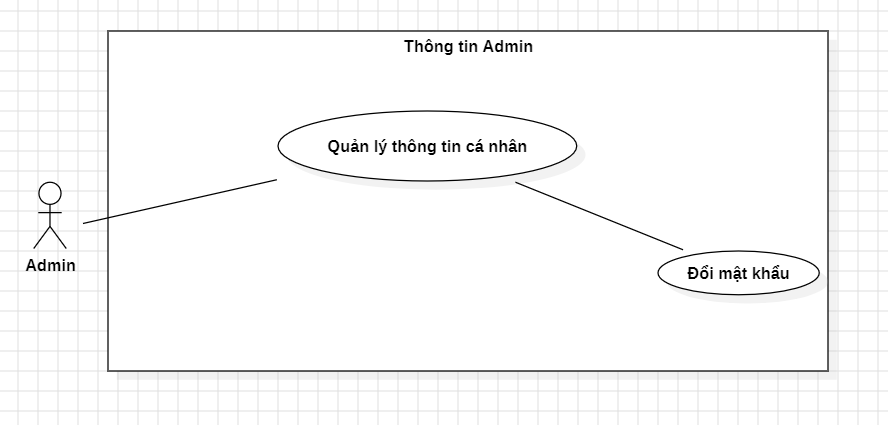 Thông tin Admin
Quản lý thông tin cá nhân
Admin
Đổi mật khẩu